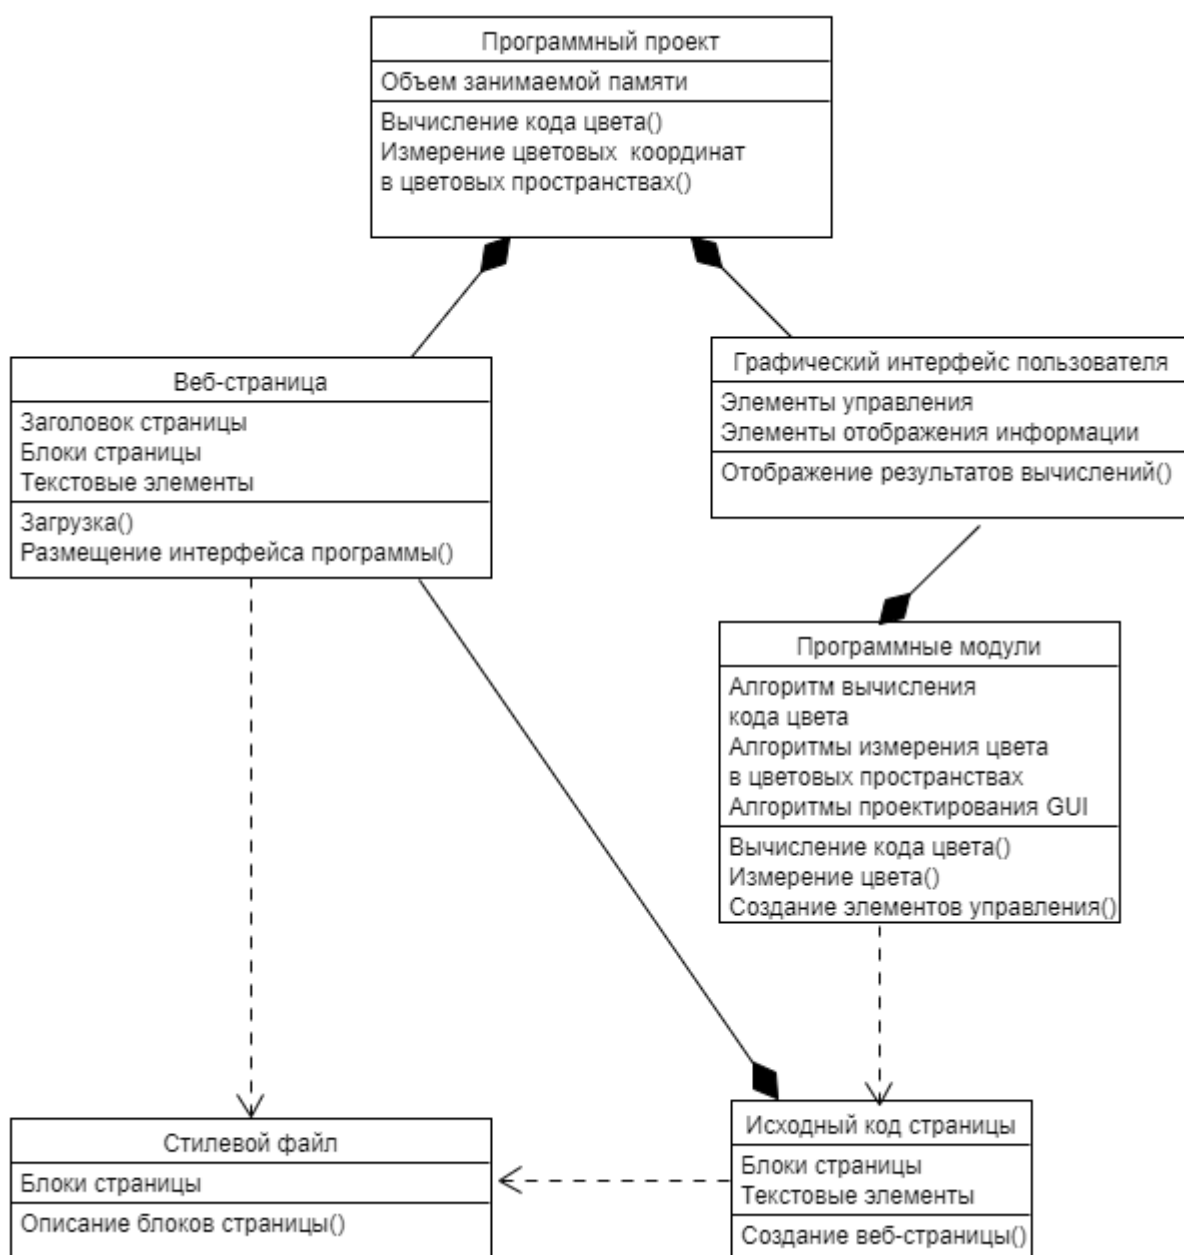 Программный проект
Объем занимаемой памяти
Вычисление кода цвета()
Измерение цветовых координат
в цветовых пространствах()
Веб-страница
Заголовок страницы
Блоки страницы
Текстовые элементы
Загрузка()
Размещение интерфейса программы()
Графический интерфейс пользователя
Элементы управления
Элементы отображения информации
Отображение результатов вычислений()
Программные модули
Алгоритм вычисления
кода цвета
Алгоритмы измерения цвета
в цветовых пространствах
Алгоритмы проектирования GUI
Вычисление кода цвета()
Измерение цвета()
Создание элементов управления()
Стилевой файл
Блоки страницы
Описание блоков страницы()
Исходный код страницы
Блоки страницы
Текстовые элементы
Создание веб-страницы()